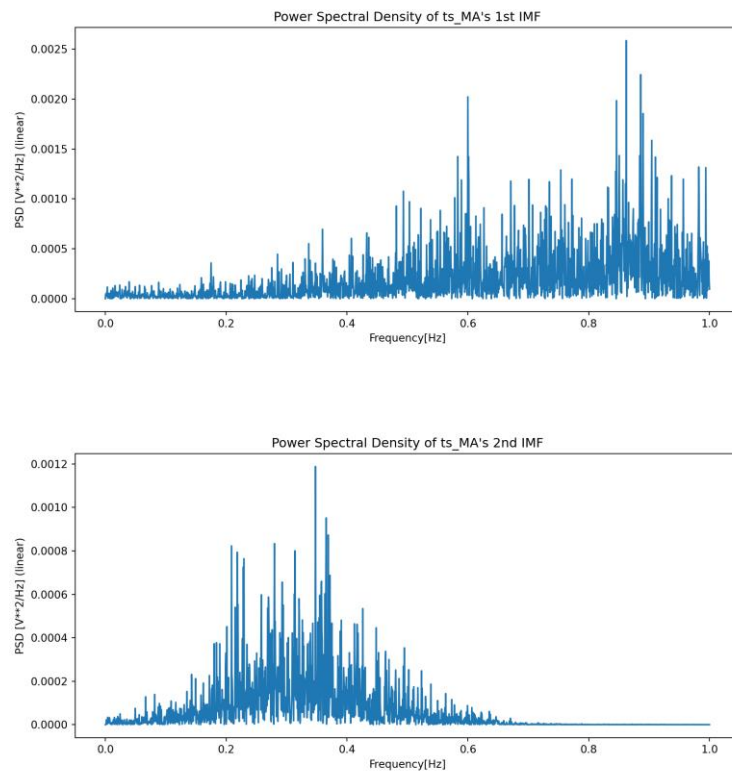 Power Spectral Density of ts_MA's 1st IMF
0.0025
0.0020
0.0015
0.0010
0.0005
0.0000
PSD [V**2/Hz] (linear)
0.0 0.2 0.4 0.6 0.8 1.0
Frequency[Hz]
Power Spectral Density of ts_MA's 2nd IMF
0.0012
0.0010
0.0008
0.0006
0.0004
0.0002
0.0000
PSD [V**2/Hz] (linear)
0.0 0.2 0.4 0.6 0.8 1.0
Frequency[Hz]